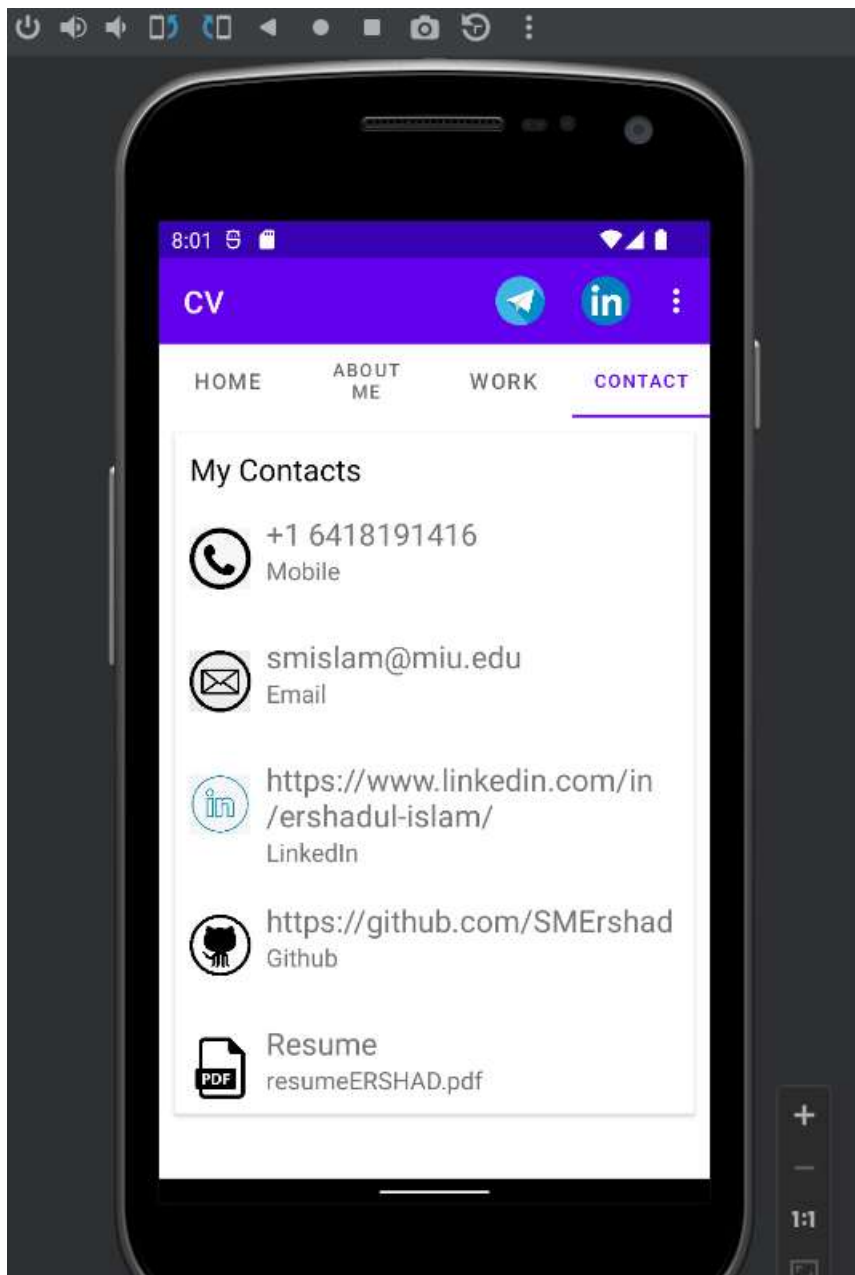 8:01
CV
in
HOME
ABOUT
ME
WORK
CONTACT
My Contacts
+1 6418191416
Mobile
smislam@miu.edu
Email
in
https://www.linkedin.com/in
/ershadul-islam/
LinkedIn
https://github.com/SMErshad
Github
PDF
Resume
resumeERSHAD.pdf
1:1